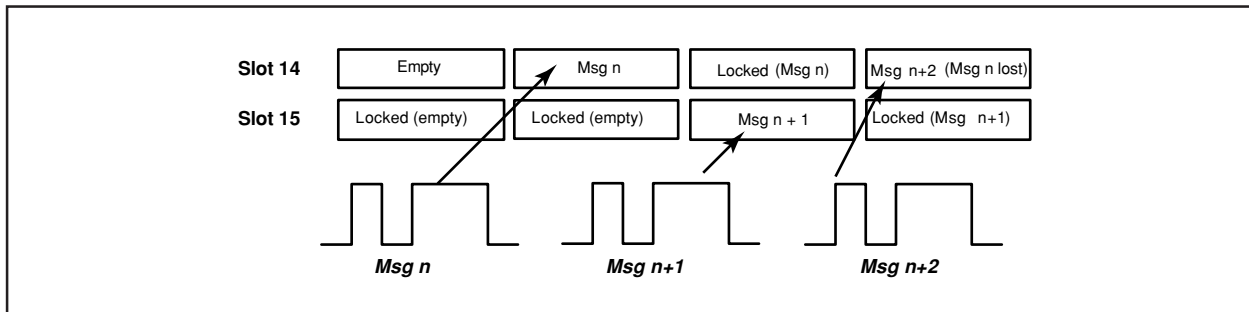 Slot 14 Empty Msg n Locked (Msg n) Msg n+2 (Msg n lost)
Slot 15 Locked (empty) Locked (empty) Msg n + 1 Locked (Msg n+1)
Msg n Msg n+1 Msg n+2